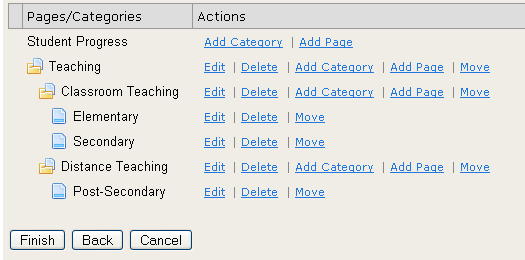 Pages/Categories Actions
Student Progress Add Category | Add Page
Teaching Edit | Delete | Add Category | Add Page | Move
Classroom Teaching Edit | Delete | Add Category | Add Page | Move
Elementary Edit | Delete | Move
Secondary Edit | Delete | Move
Distance Teaching Edit | Delete | Add Category | Add Page | Move
Post-Secondary Edit | Delete | Move
Finish Back Cancel